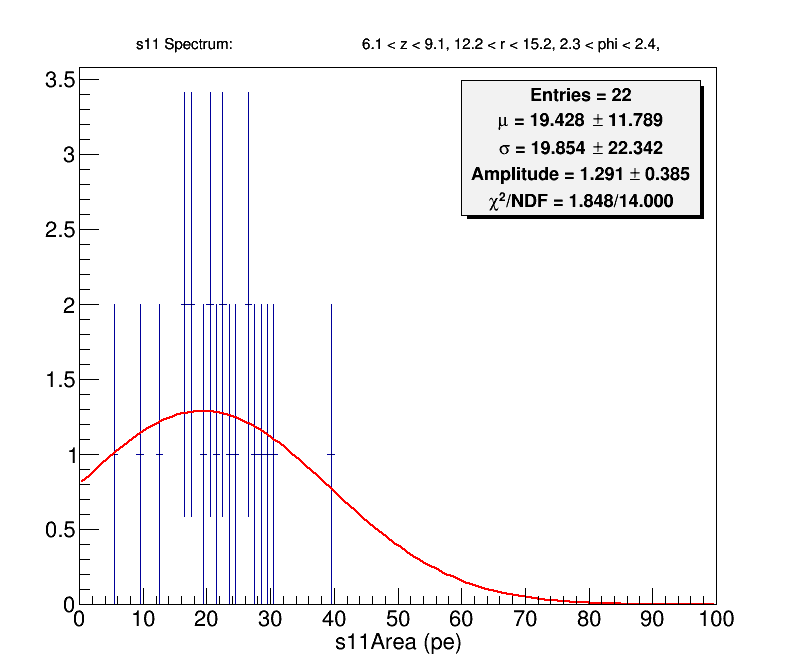 s11 Spectrum: 6.1 < z < 9.1, 12.2 < r < 15.2, 2.3 < phi < 2.4,
Entries = 22
μ = 19.428 ± 11.789
σ = 19.854 ± 22.342
Amplitude = 1.291 ± 0.385
χ²/NDF = 1.848/14.000
3.5
3
2.5
2
1.5
1
0.5
0
0 10 20 30 40 50 60 70 80 90 100
s11Area (pe)